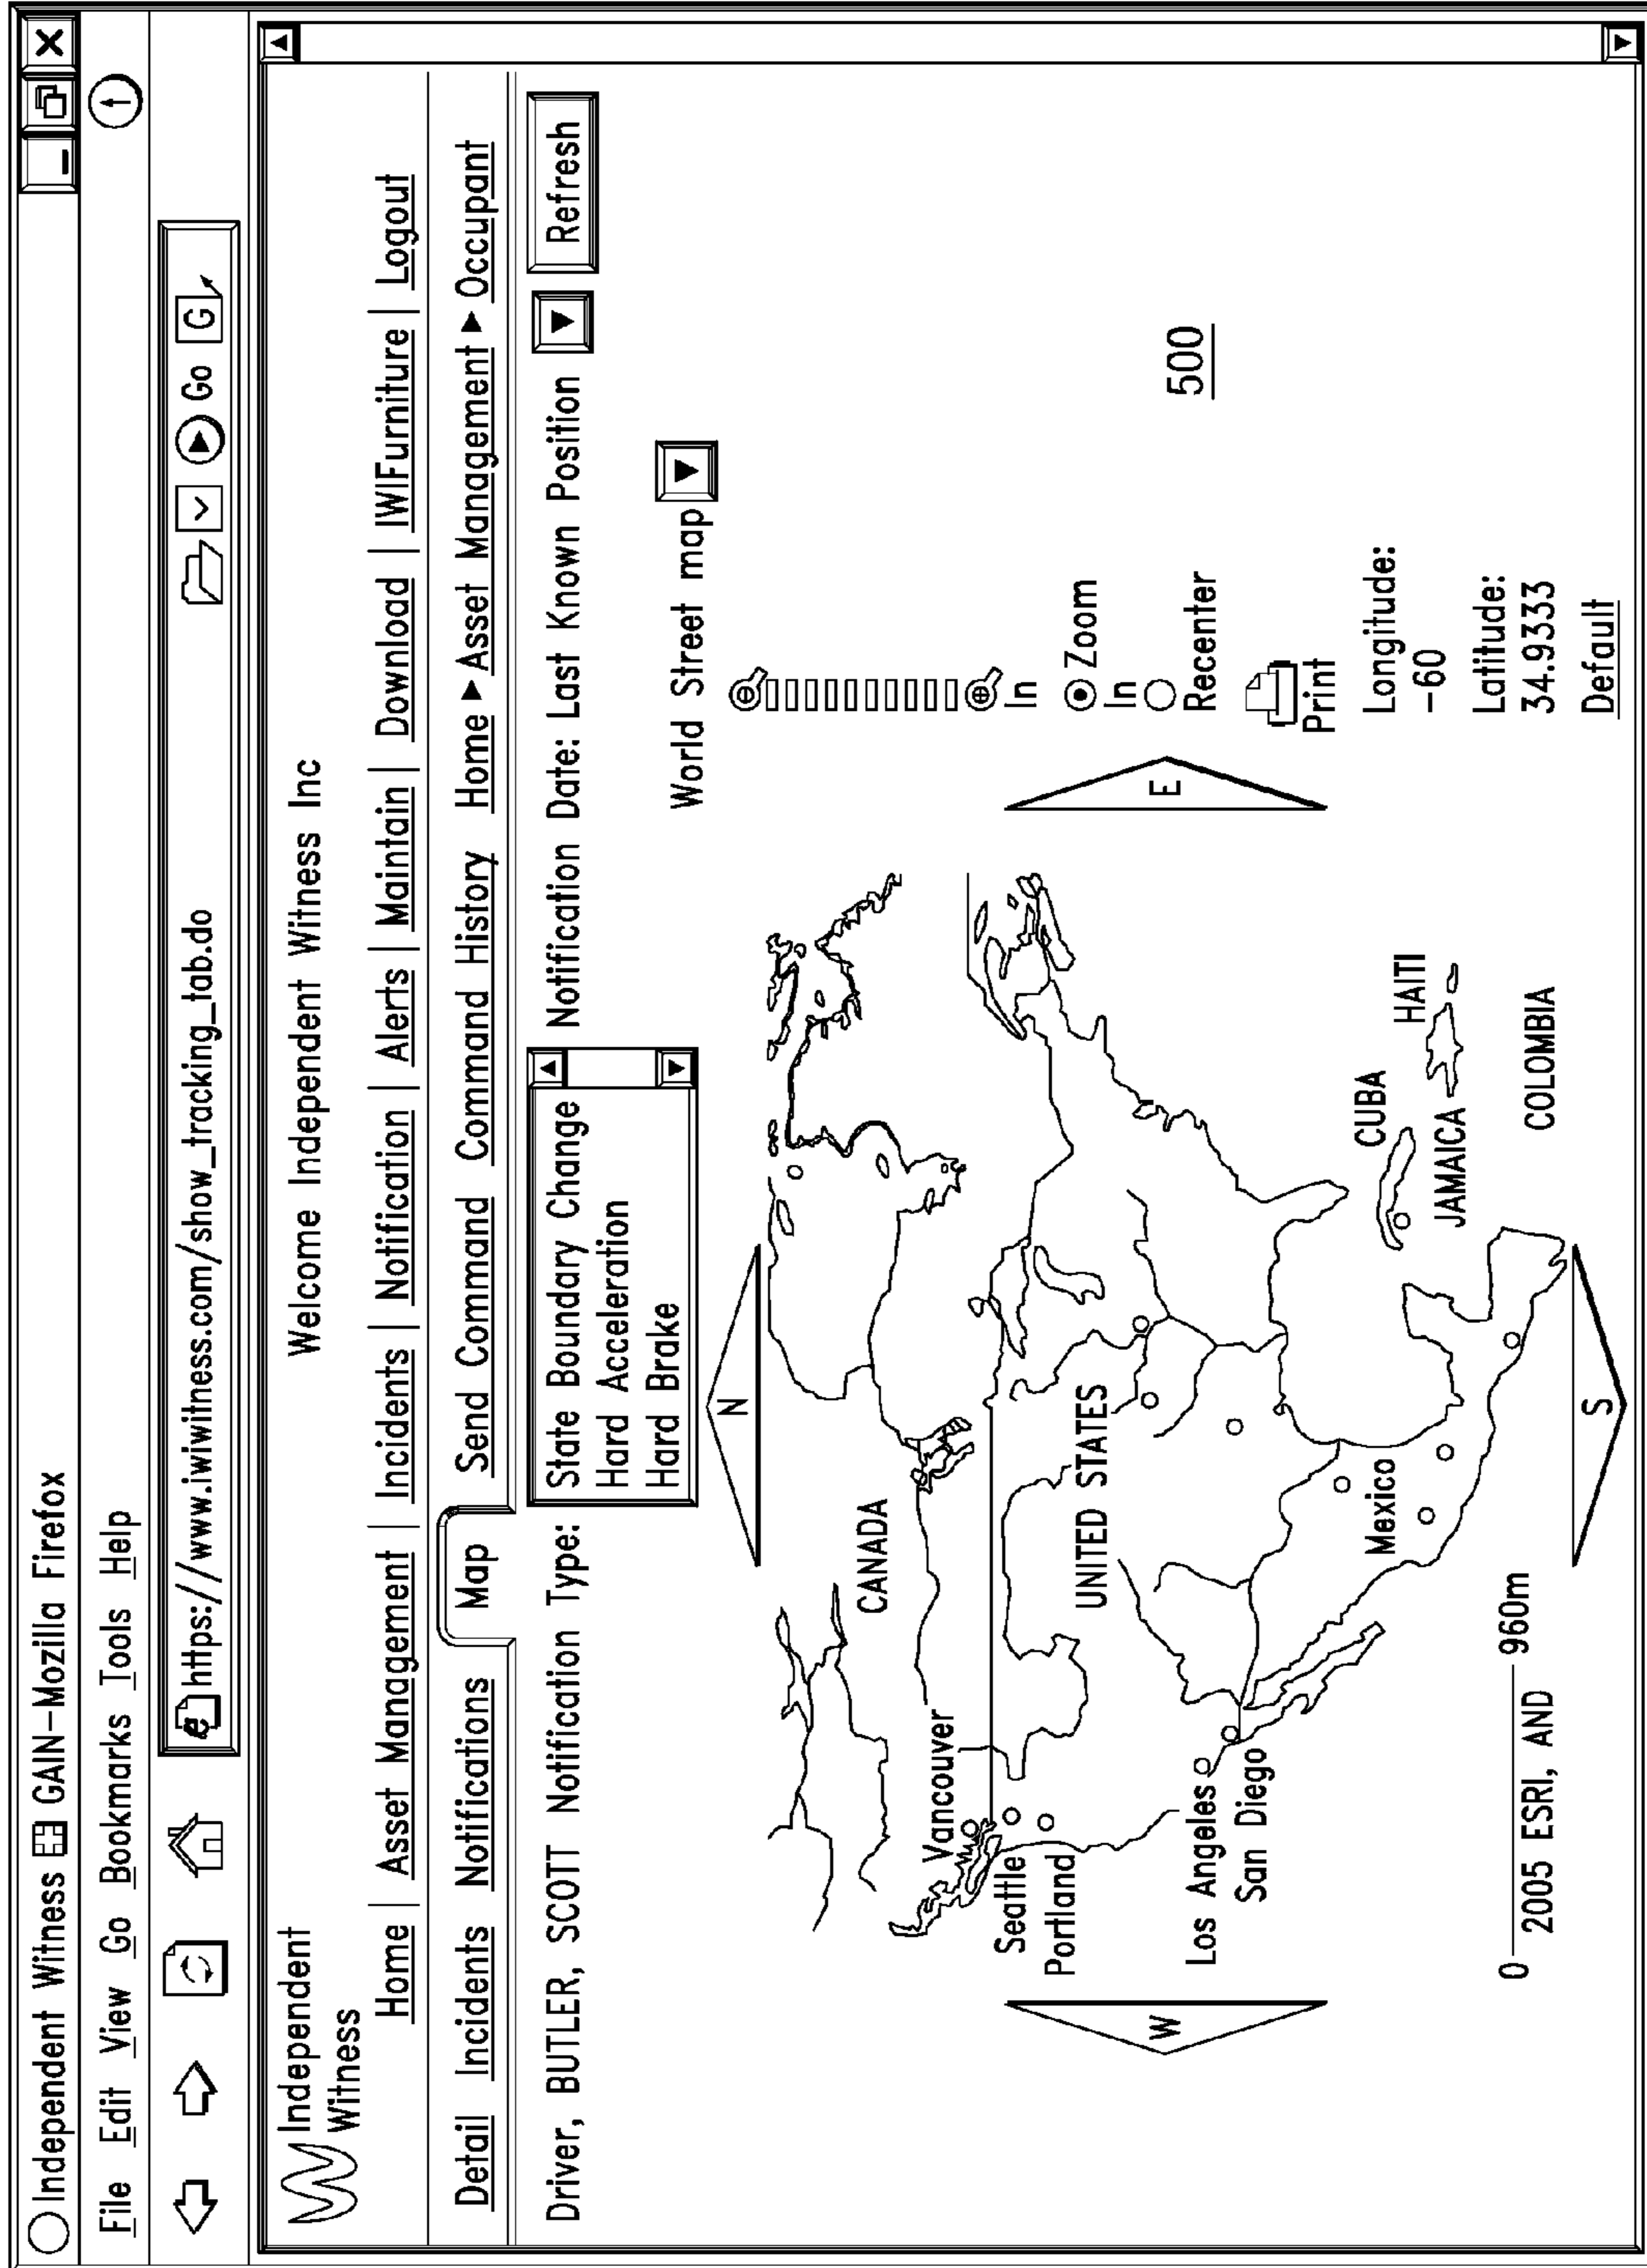 Independent Witness GAIN-Mozilla Firefox
File Edit View Go Bookmarks Tools Help
https://www.iwiwitness.com/show_tracking_tab.do Go G
Independent
Witness
Welcome Independent Witness Inc
Home | Asset Management | Incidents | Notification | Alerts | Maintain | Download | IWIFurniture | Logout
Detail Incidents Notifications Map Send Command Command History Home ▶ Asset Management ▶ Occupant
Driver, BUTLER, SCOTT Notification Type: State Boundary Change Notification Date: Last Known Position Refresh
Hard Acceleration
Hard Brake
World Street map
N
CANADA
Vancouver
Seattle
Portland
UNITED STATES
Los Angeles
San Diego
Mexico
CUBA
HAITI
JAMAICA
COLOMBIA
W
E
S
0 960m
2005 ESRI, AND
In
Zoom
In
Recenter
Print
Longitude:
-60
Latitude:
34.9333
Default
500